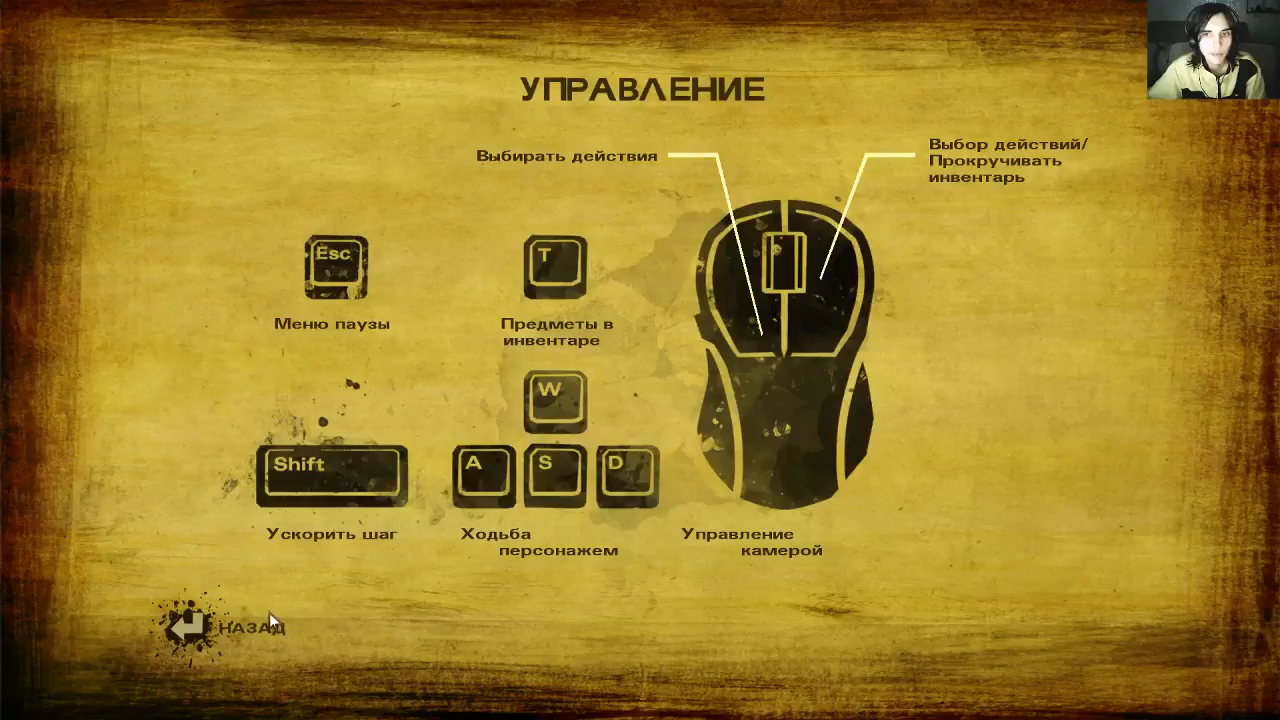 УПРАВЛЕНИЕ
Выбирать действия
Выбор действий/
Прокручивать
инвентарь
Esc
T
Меню паузы
Предметы в
инвентаре
W
Shift
A
S
D
Ускорить шаг
Ходьба
персонажем
Управление
камерой
НАЗАД